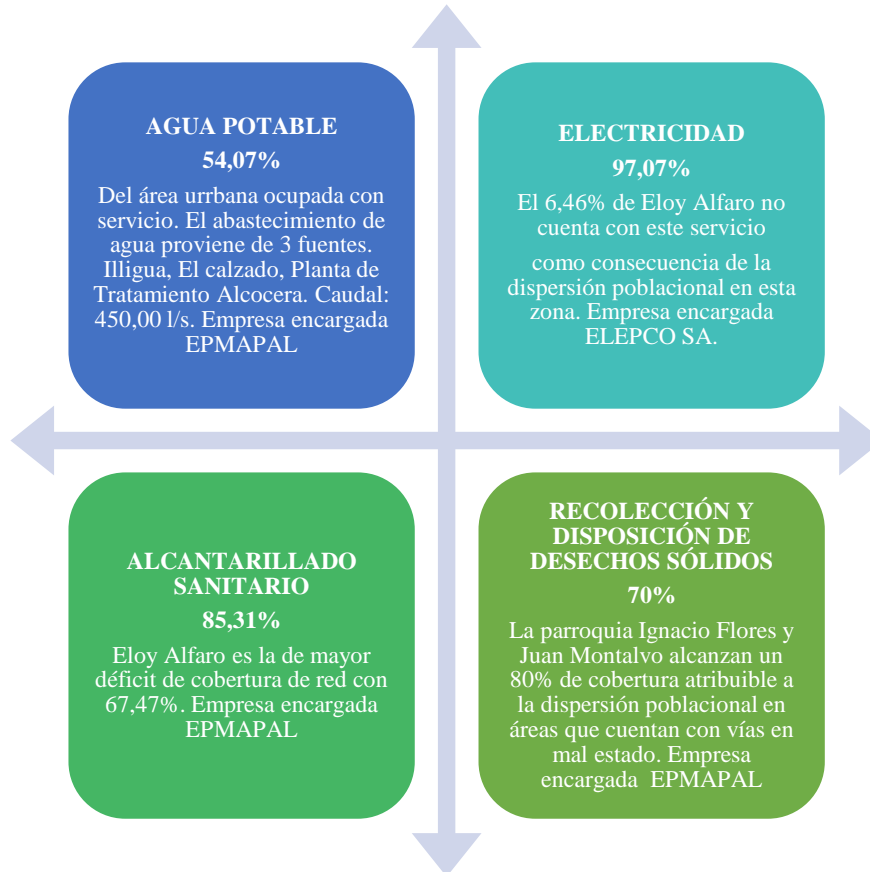 AGUA POTABLE
54,07%
Del área urrbana ocupada con
servicio. El abastecimiento de
agua proviene de 3 fuentes.
Illigua, El calzado, Planta de
Tratamiento Alcocera. Caudal:
450,00 l/s. Empresa encargada
EPMAPAL
ELECTRICIDAD
97,07%
El 6,46% de Eloy Alfaro no
cuenta con este servicio
como consecuencia de la
dispersión poblacional en esta
zona. Empresa encargada
ELEPCO SA.
ALCANTARILLADO
SANITARIO
85,31%
Eloy Alfaro es la de mayor
déficit de cobertura de red con
67,47%. Empresa encargada
EPMAPAL
RECOLECCIÓN Y
DISPOSICIÓN DE
DESECHOS SÓLIDOS
70%
La parroquia Ignacio Flores y
Juan Montalvo alcanzan un
80% de cobertura atribuible a
la dispersión poblacional en
áreas que cuentan con vías en
mal estado. Empresa
encargada EPMAPAL